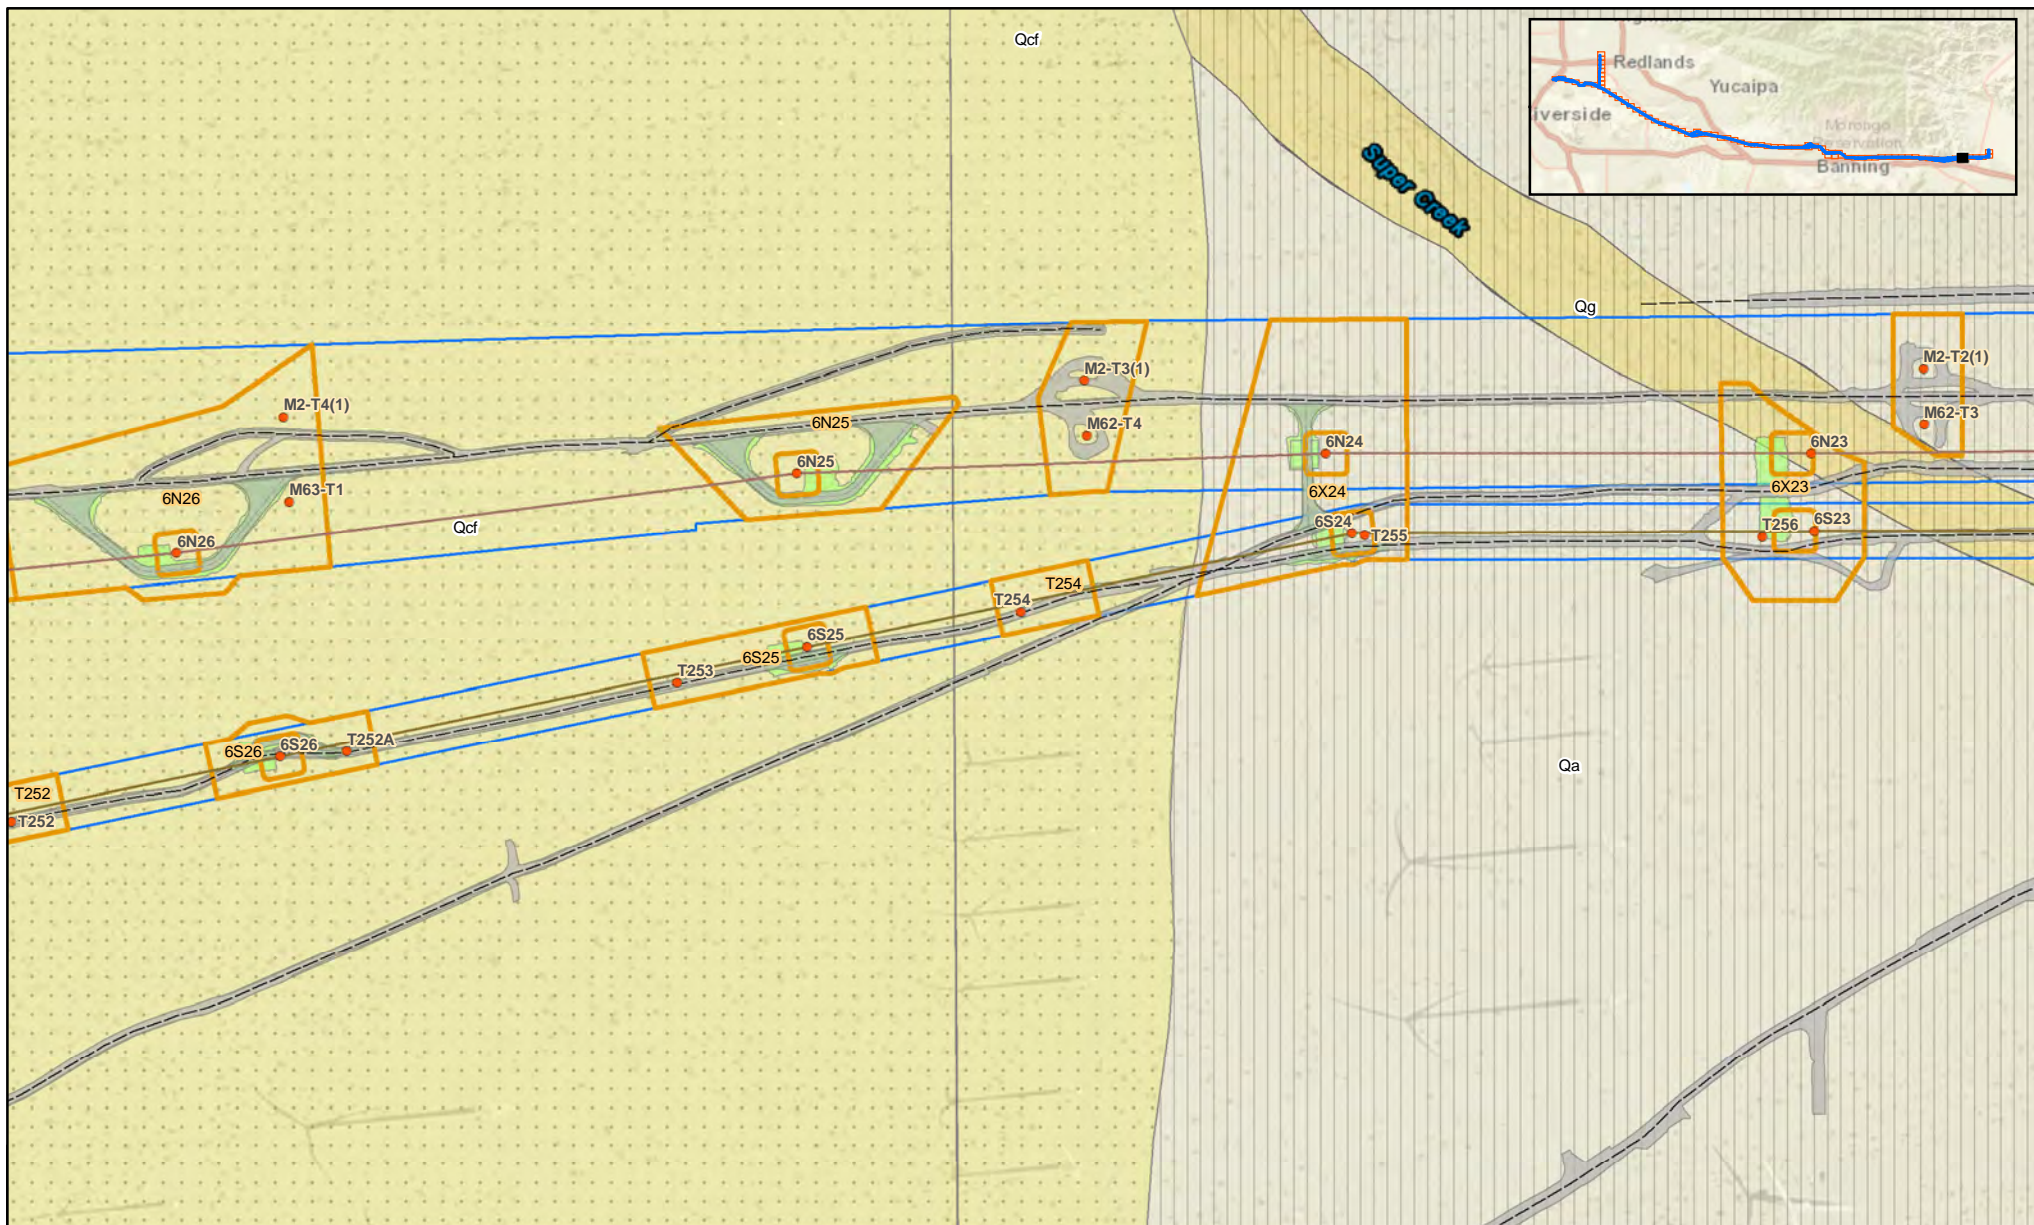 Qcf
Redlands
Yucaipa
iverside
Morongo
Reservation
Banning
Super Creek
Qg
M2-T4(1)
M2-T3(1)
M2-T2(1)
6N25
M62-T4
M62-T3
6N25
6N24
6N23
6N26
M63-T1
6X24
6X23
Qcf
6N26
6S24
T255
T256
6S23
T254
T254
6S25
6S25
T253
6S26
6S26
T252A
Qa
T252
T252